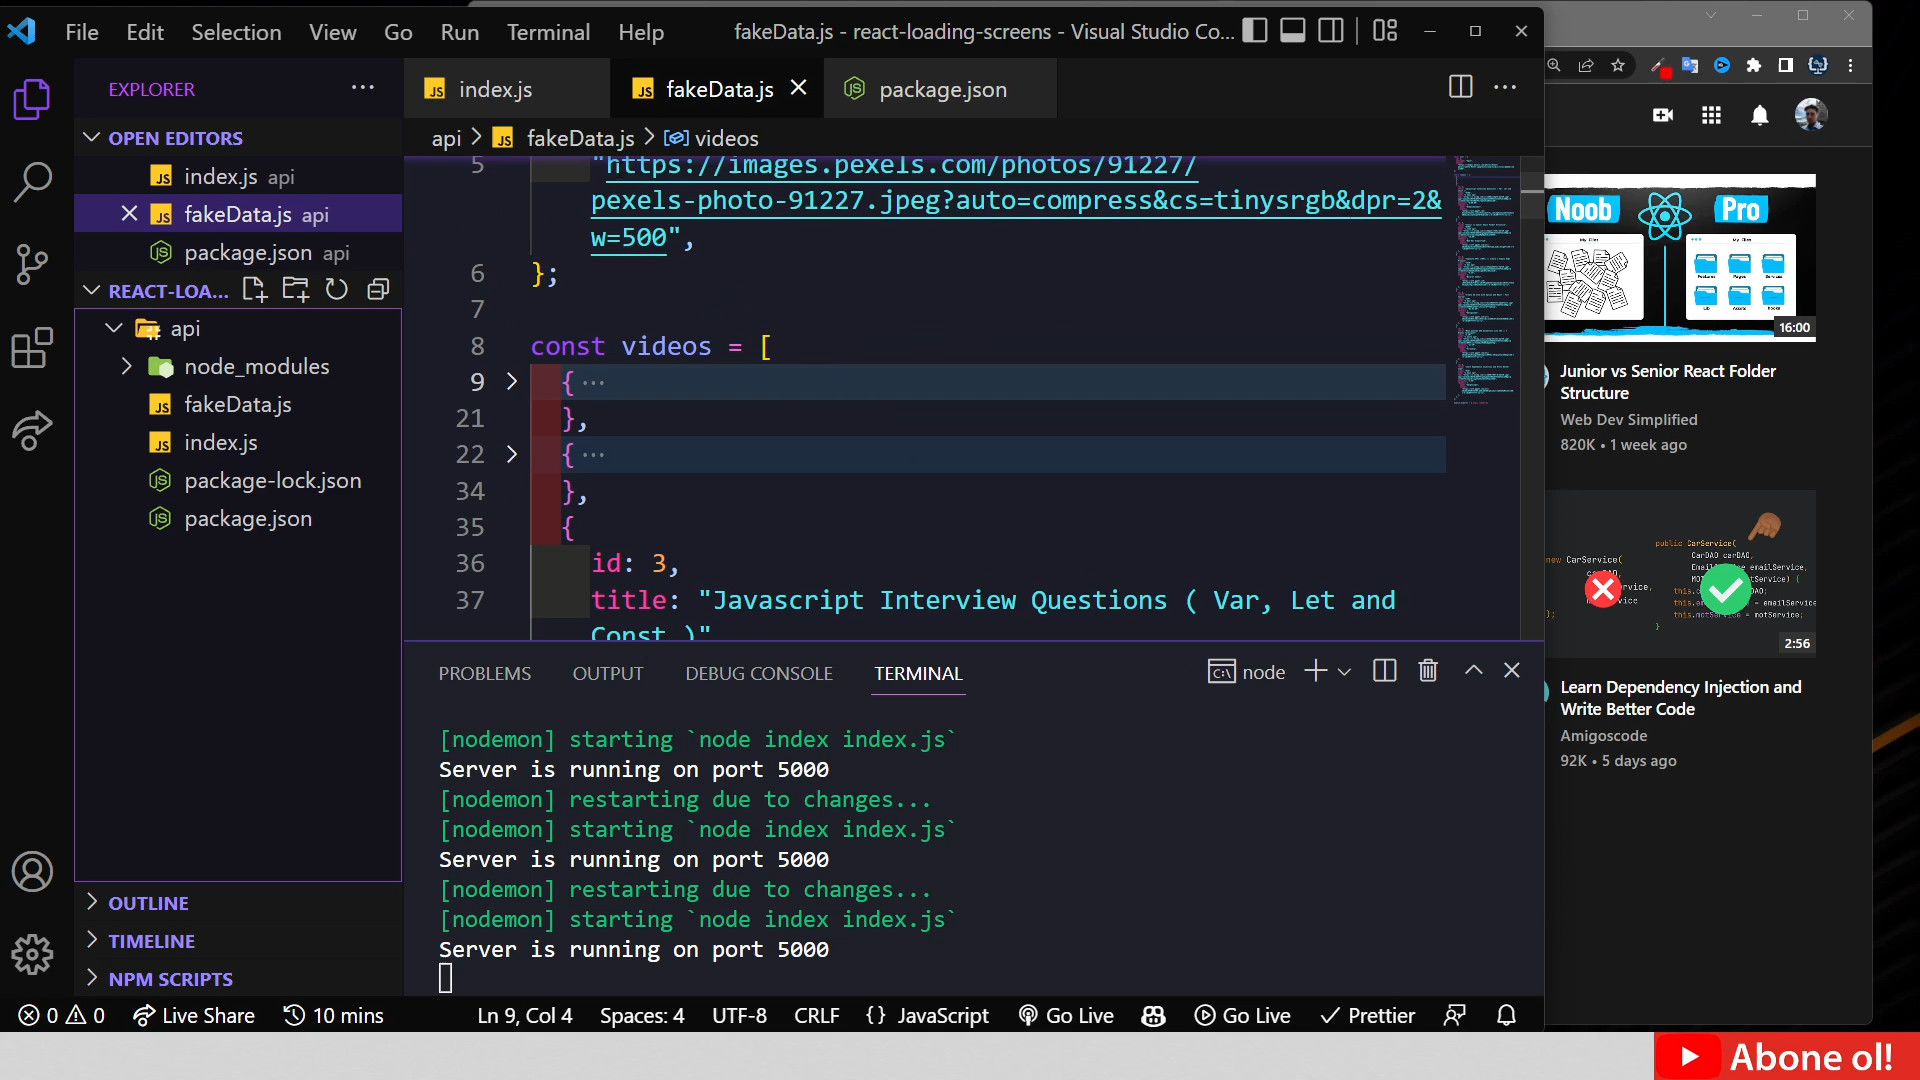 File Edit Selection View Go Run Terminal Help
fakeData.js - react-loading-screens - Visual Studio Co...
EXPLORER
OPEN EDITORS
index.js api
fakeData.js api
package.json api
REACT-LOA...
api
node_modules
fakeData.js
index.js
package-lock.json
package.json
OUTLINE
TIMELINE
NPM SCRIPTS
index.js
fakeData.js
package.json
api > fakeData.js > videos
5 "https://images.pexels.com/photos/91227/
pexels-photo-91227.jpeg?auto=compress&cs=tinysrgb&dpr=2&
w=500",
6 };
7
8 const videos = [
9 { ...
21 },
22 { ...
34 },
35 {
36 id: 3,
37 title: "Javascript Interview Questions ( Var, Let and
Const )"
PROBLEMS OUTPUT DEBUG CONSOLE TERMINAL
node
[nodemon] starting `node index index.js`
Server is running on port 5000
[nodemon] restarting due to changes...
[nodemon] starting `node index index.js`
Server is running on port 5000
[nodemon] restarting due to changes...
[nodemon] starting `node index index.js`
Server is running on port 5000
0 0 Live Share 10 mins Ln 9, Col 4 Spaces: 4 UTF-8 CRLF {} JavaScript Go Live Go Live Prettier
Noob Pro
My Files My Files
16:00
Junior vs Senior React Folder
Structure
Web Dev Simplified
820K • 1 week ago
public CarService(
new CarService( CarDAO carDAO,
2:56
Learn Dependency Injection and
Write Better Code
Amigoscode
92K • 5 days ago
Abone ol!